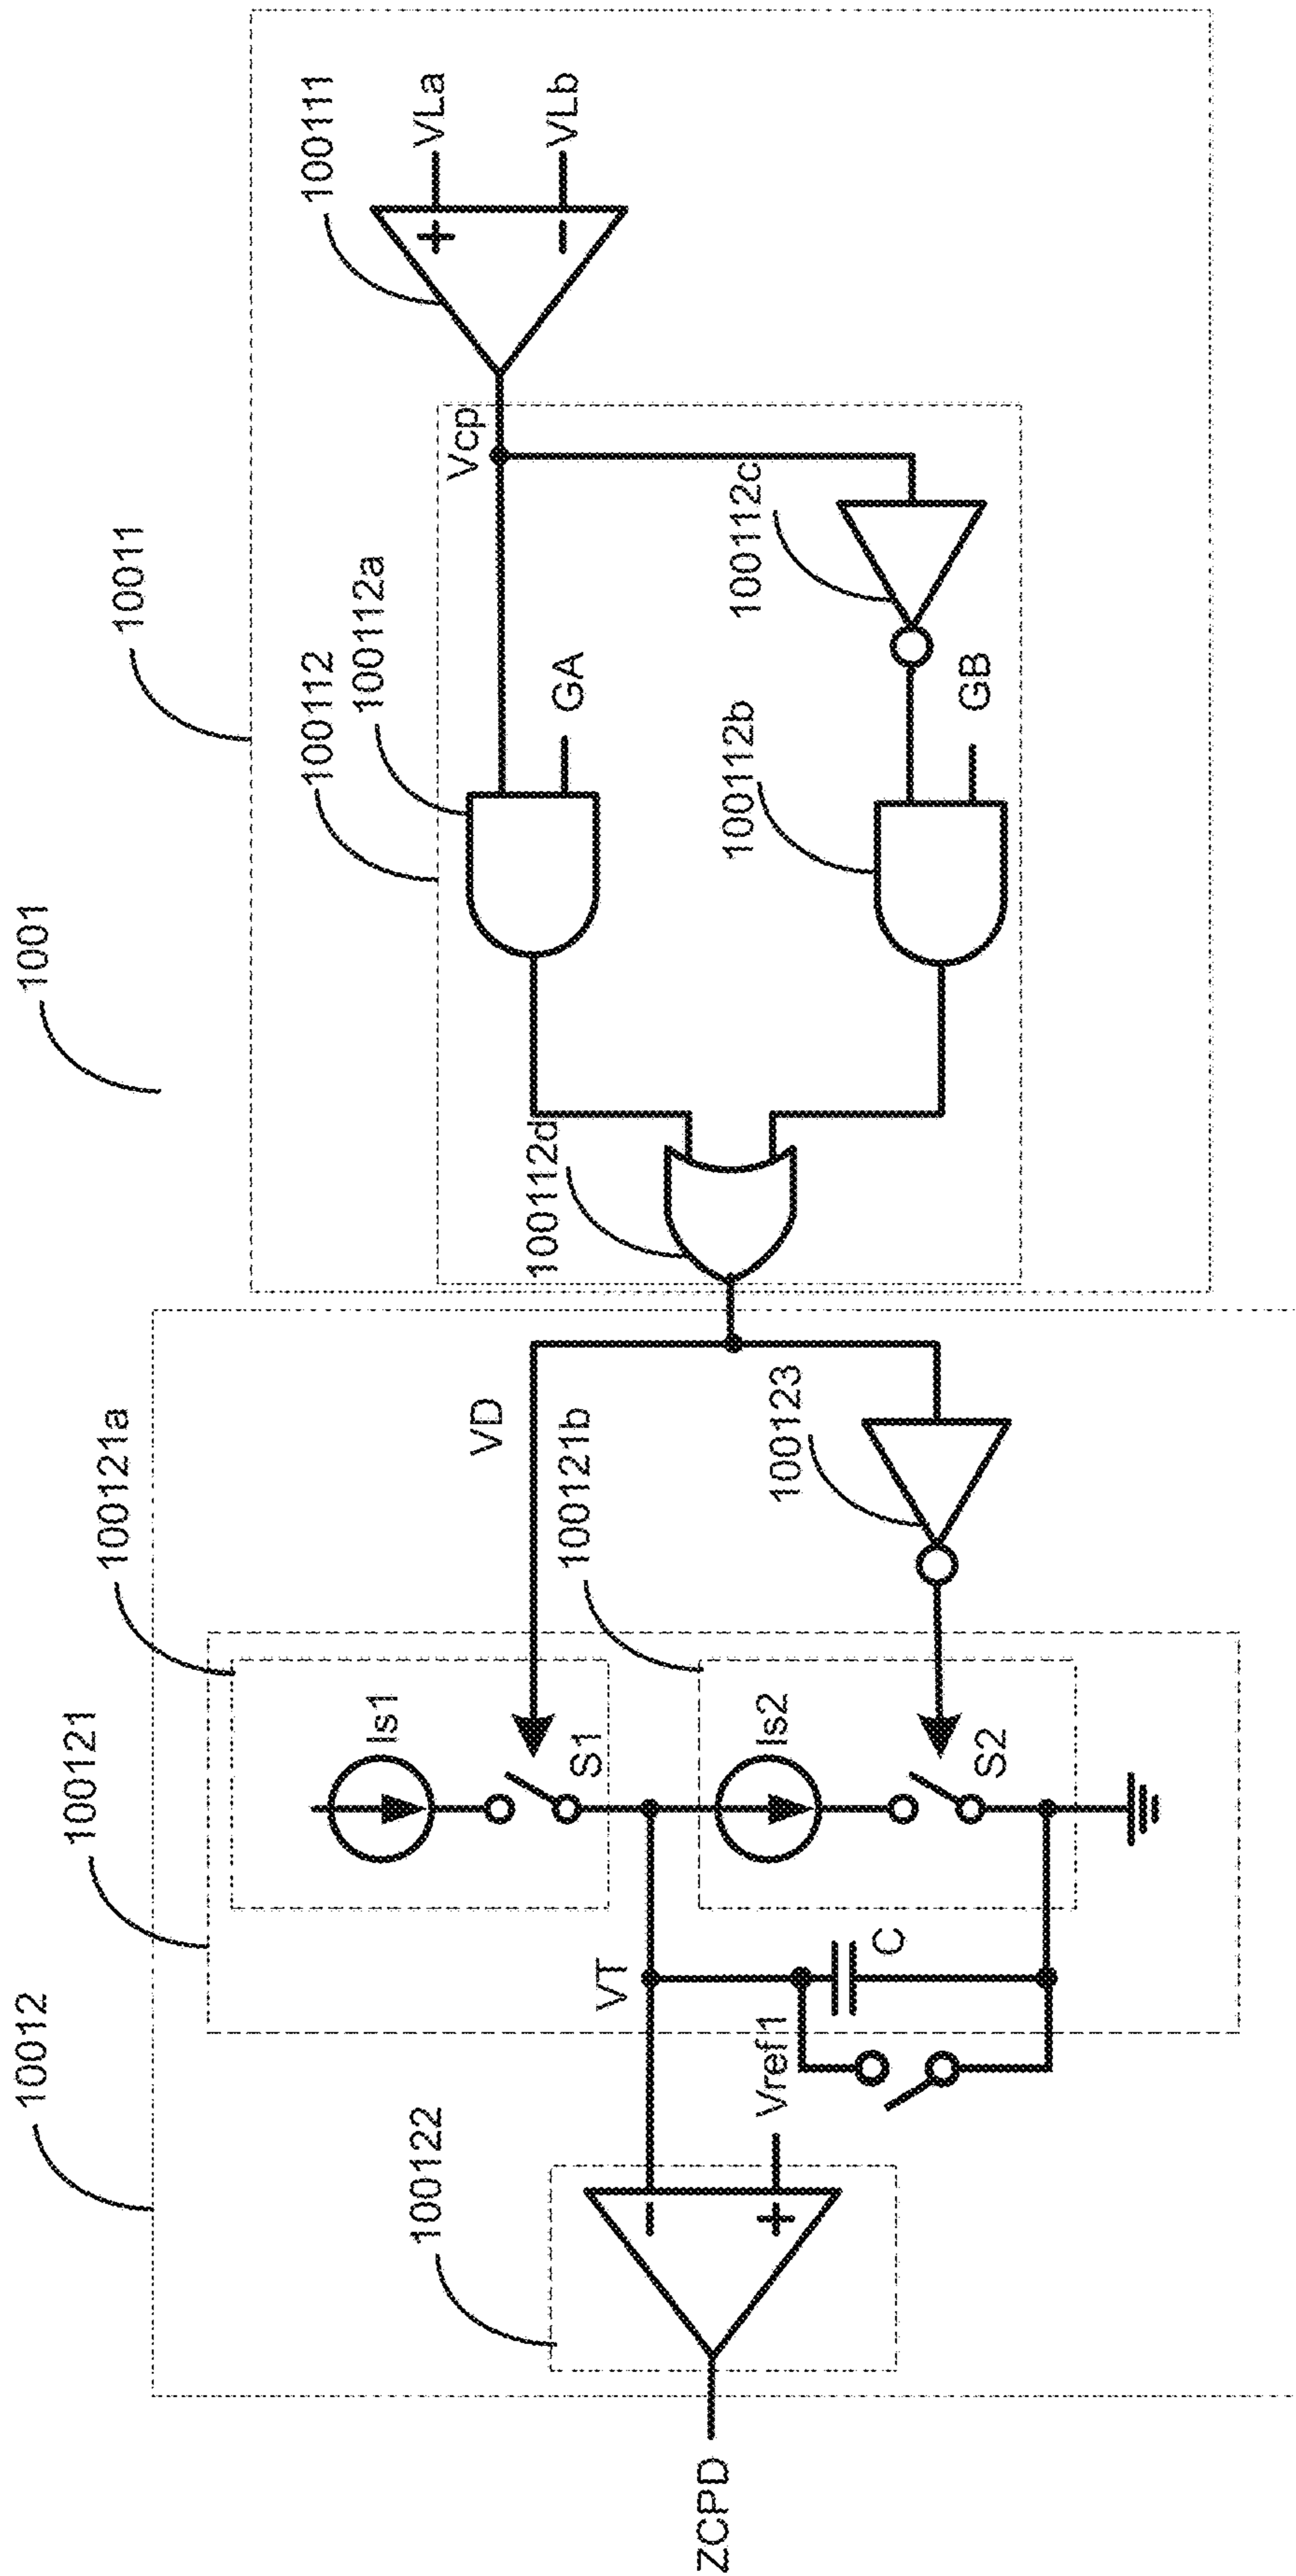 1001
10011
100111
VLa
VLb
+
−
Vcp
100112
100112a
GA
100112c
100112b
GB
100112d
10012
100121
100121a
VD
100121b
100123
Is1
S1
Is2
S2
VT
C
Vref1
100122
−
+
ZCPD